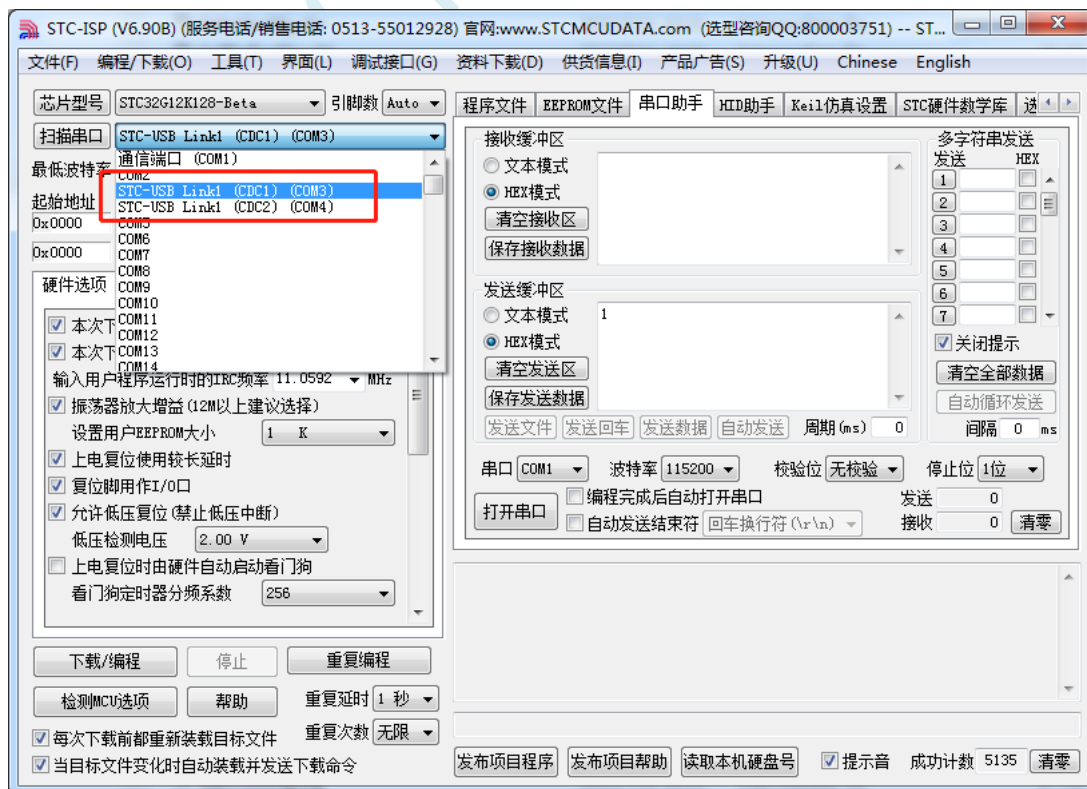 STC-ISP (V6.90B) (服务电话/销售电话: 0513-55012928) 官网:www.STCMCUDATA.com (选型咨询QQ:800003751) -- ST...
文件(F) 编程/下载(O) 工具(T) 界面(L) 调试接口(G) 资料下载(D) 供货信息(I) 产品广告(S) 升级(U) Chinese English
芯片型号 STC32G12K128-Beta 引脚数 Auto
扫描串口 STC-USB Link1 (CDC1) (COM3)
最低波特率
起始地址
0x0000
0x0000
通信端口 (COM1)
COM2
STC-USB Link1 (CDC1) (COM3)
STC-USB Link1 (CDC2) (COM4)
COM5
COM6
COM7
COM8
COM9
COM10
COM11
COM12
COM13
COM14
硬件选项
本次下
本次下
输入用户程序运行时的IRC频率 11.0592 MHz
振荡器放大增益(12M以上建议选择)
设置用户EEPROM大小 1 K
上电复位使用较长延时
复位脚用作I/O口
允许低压复位(禁止低压中断)
低压检测电压 2.00 V
上电复位时由硬件自动启动看门狗
看门狗定时器分频系数 256
下载/编程 停止 重复编程
检测MCU选项 帮助 重复延时 1 秒
重复次数 无限
每次下载前都重新装载目标文件
当目标文件变化时自动装载并发送下载命令
程序文件 EEPROM文件 串口助手 HID助手 Keil仿真设置 STC硬件数学库 选
接收缓冲区
文本模式
HEX模式
清空接收区
保存接收数据
多字符串发送
发送 HEX
1
2
3
4
5
6
7
发送缓冲区
文本模式 1
HEX模式
清空发送区
保存发送数据
关闭提示
清空全部数据
自动循环发送
间隔 0 ms
发送文件 发送回车 发送数据 自动发送 周期(ms) 0
串口 COM1 波特率 115200 校验位 无校验 停止位 1位
打开串口 编程完成后自动打开串口 发送 0
自动发送结束符 回车换行符(\r\n) 接收 0 清零
发布项目程序 发布项目帮助 读取本机硬盘号 提示音 成功计数 5135 清零